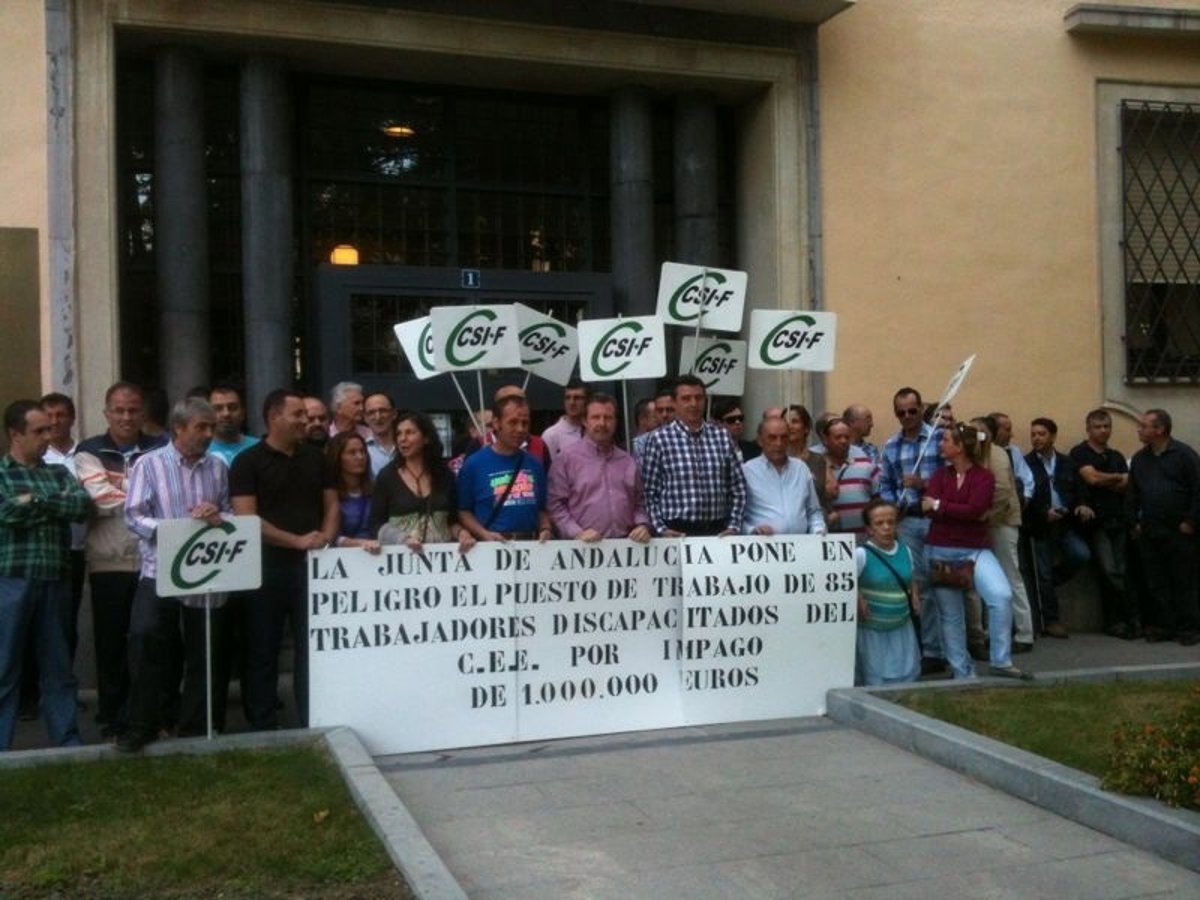 1
CSI-F
CSI-F
CSI-F
CSI-F
CSI-F
CSI-F
CSI-F
LA JUNTA DE ANDALUCIA PONE EN
PELIGRO EL PUESTO DE TRABAJO DE 85
TRABAJADORES DISCAPACITADOS DEL
C.E.E. POR IMPAGO
DE 1.000.000 EUROS